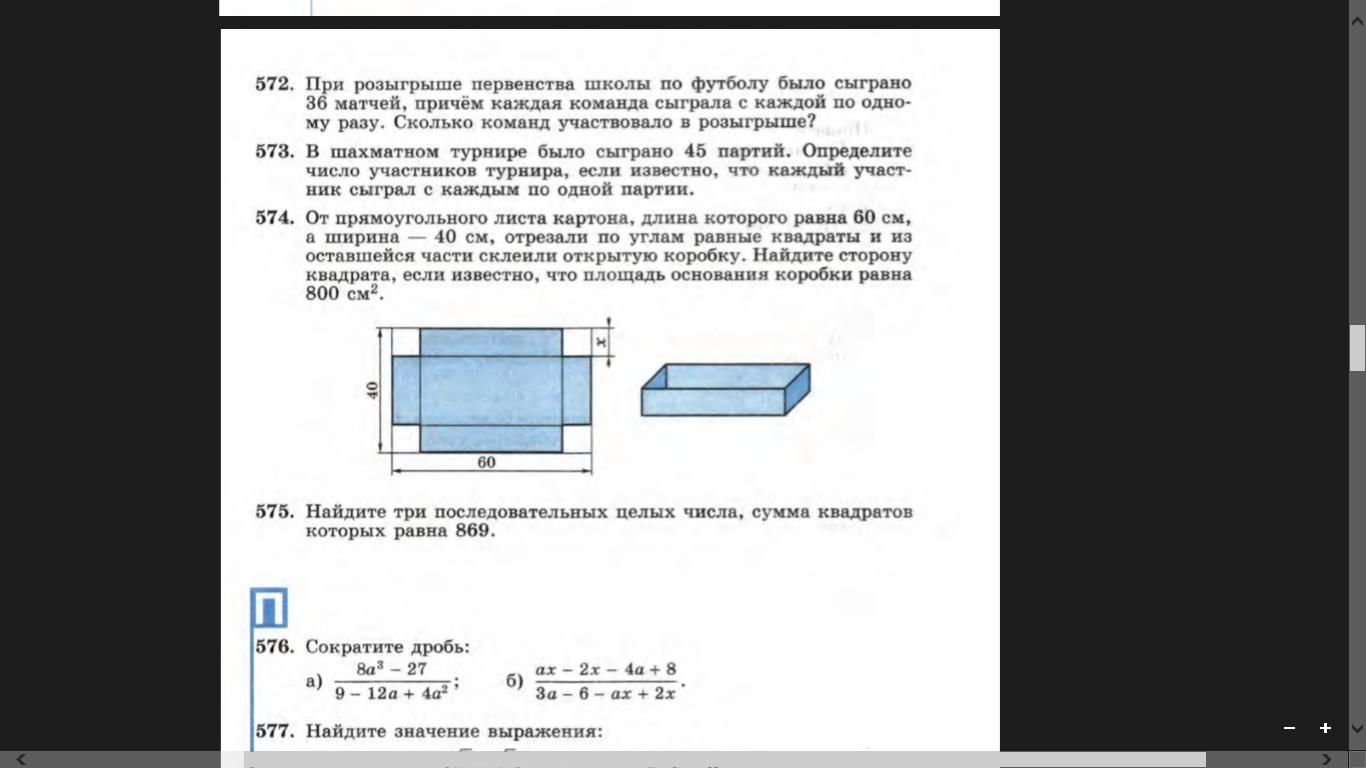 572. При розыгрыше первенства школы по футболу было сыграно
36 матчей, причём каждая команда сыграла с каждой по одно-
му разу. Сколько команд участвовало в розыгрыше?
573. В шахматном турнире было сыграно 45 партий. Определите
число участников турнира, если известно, что каждый участ-
ник сыграл с каждым по одной партии.
574. От прямоугольного листа картона, длина которого равна 60 см,
а ширина — 40 см, отрезали по углам равные квадраты и из
оставшейся части склеили открытую коробку. Найдите сторону
квадрата, если известно, что площадь основания коробки равна
800 см².
x
40
60
575. Найдите три последовательных целых числа, сумма квадратов
которых равна 869.
П
576. Сократите дробь:
а) (8a³ − 27)/(9 − 12a + 4a²); б) (ax − 2x − 4a + 8)/(3a − 6 − ax + 2x).
577. Найдите значение выражения: